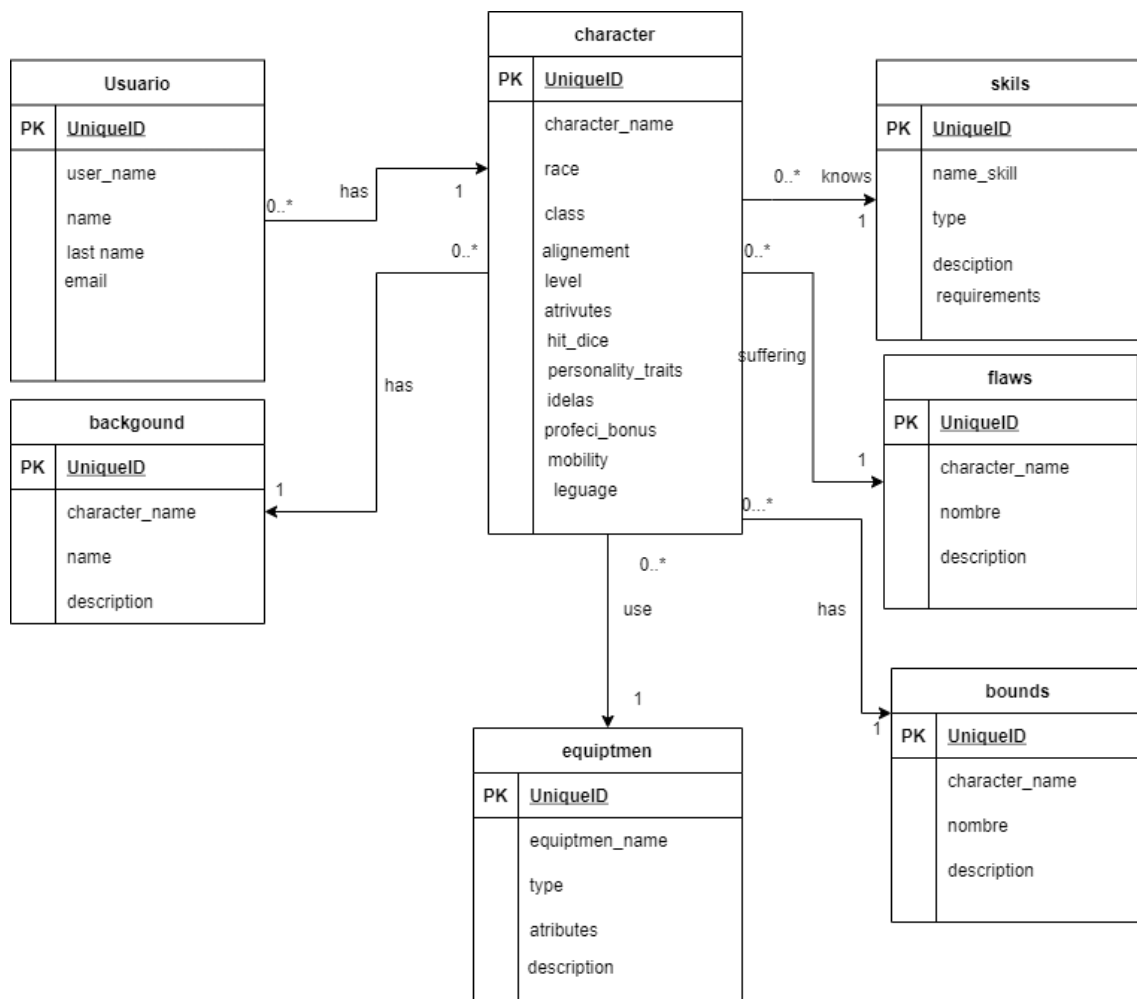 Usuario
PK UniqueID
user_name
name
last name
email
0..*
has
1
character
PK UniqueID
character_name
race
class
alignement
level
atrivutes
hit_dice
personality_traits
idelas
profeci_bonus
mobility
leguage
0..* knows
1
skils
PK UniqueID
name_skill
type
desciption
requirements
0..*
has
1
backgound
PK UniqueID
character_name
name
description
0..*
suffering
1
flaws
PK UniqueID
character_name
nombre
description
0...*
has
1
bounds
PK UniqueID
character_name
nombre
description
0..*
use
1
equiptmen
PK UniqueID
equiptmen_name
type
atributes
description